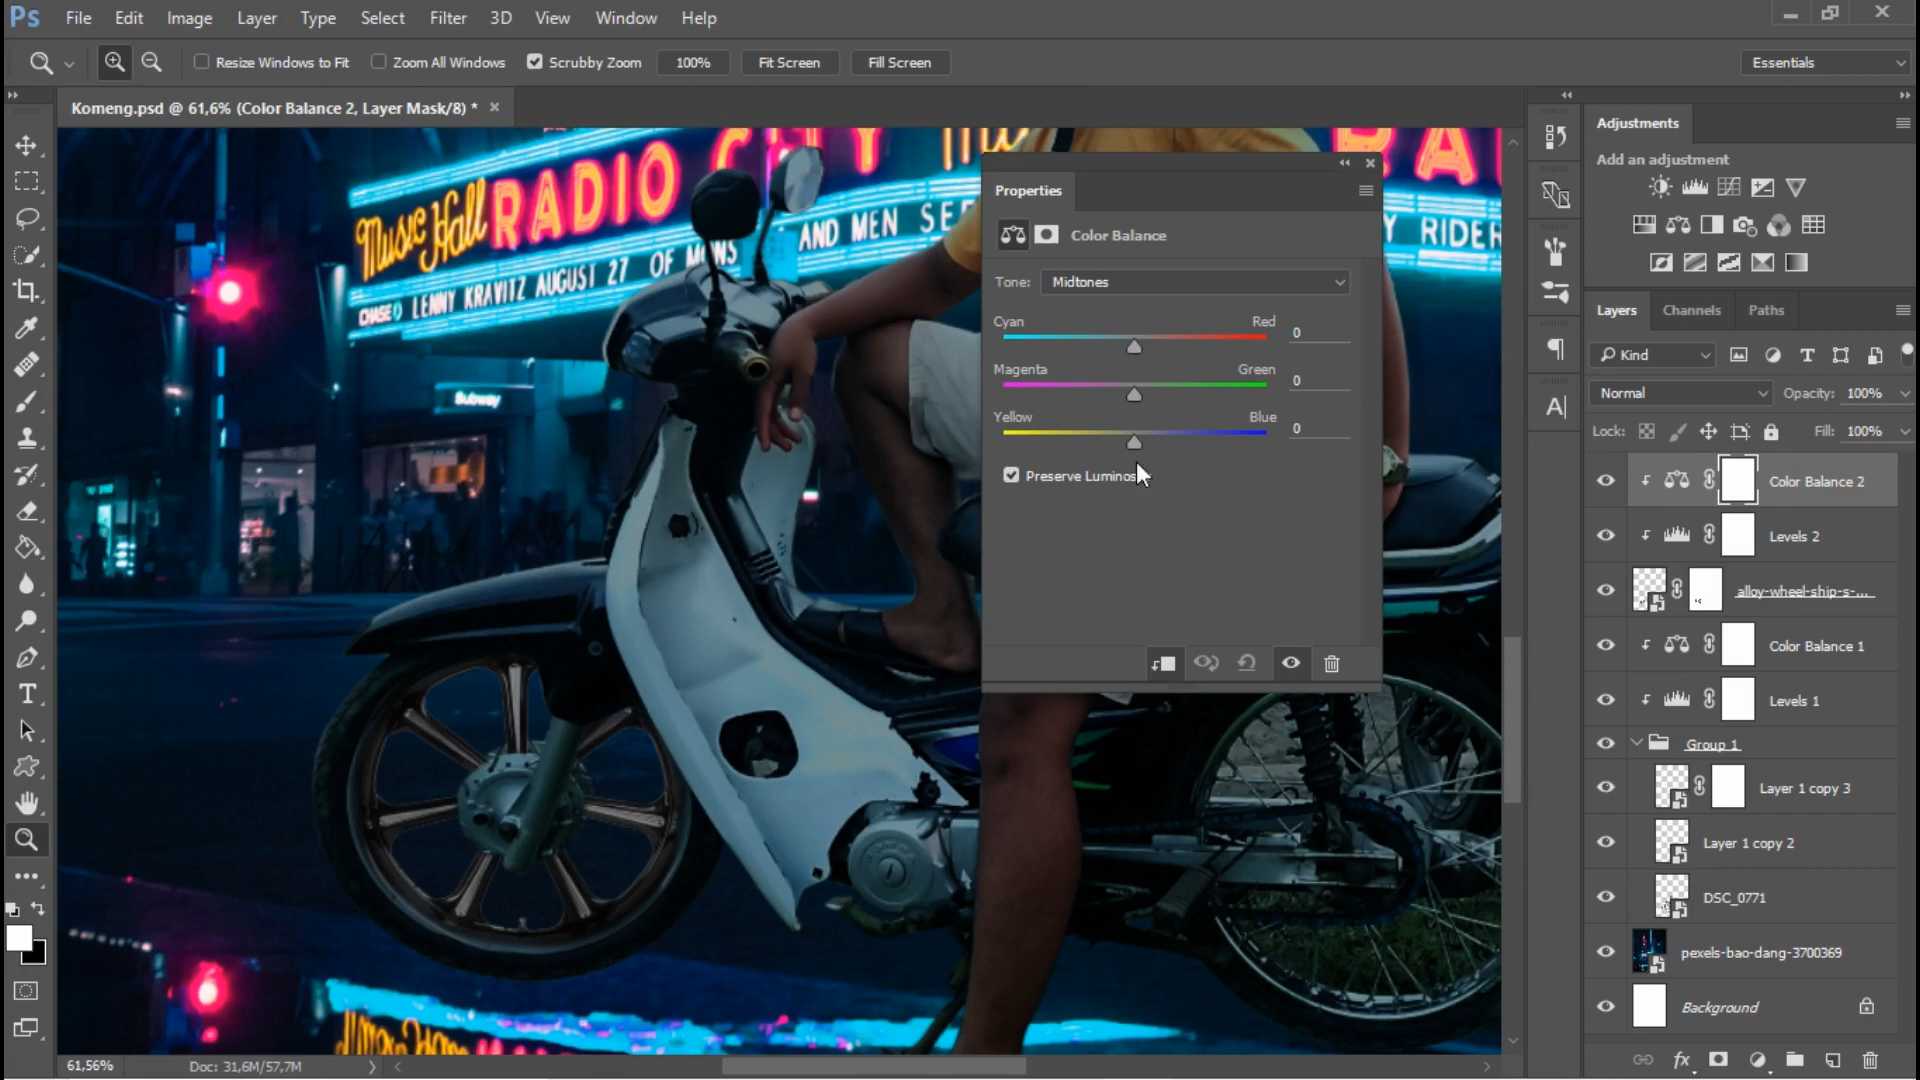 Ps File Edit Image Layer Type Select Filter 3D View Window Help
Resize Windows to Fit Zoom All Windows Scrubby Zoom 100% Fit Screen Fill Screen Essentials
Komeng.psd @ 61,6% (Color Balance 2, Layer Mask/8) *
RADIO CITY
Music Hall
AND MEN SEE
Y RIDER
CHASE LENNY KRAVITZ AUGUST 27 OF MONS
RA
Subway
Properties
Color Balance
Tone: Midtones
Cyan Red 0
Magenta Green 0
Yellow Blue 0
Preserve Luminos
Adjustments
Add an adjustment
Layers Channels Paths
Kind
Normal Opacity: 100%
Lock: Fill: 100%
Color Balance 2
Levels 2
alloy-wheel-ship-s-...
Color Balance 1
Levels 1
Group 1
Layer 1 copy 3
Layer 1 copy 2
DSC_0771
pexels-bao-dang-3700369
Background
61,56% Doc: 31,6M/57,7M